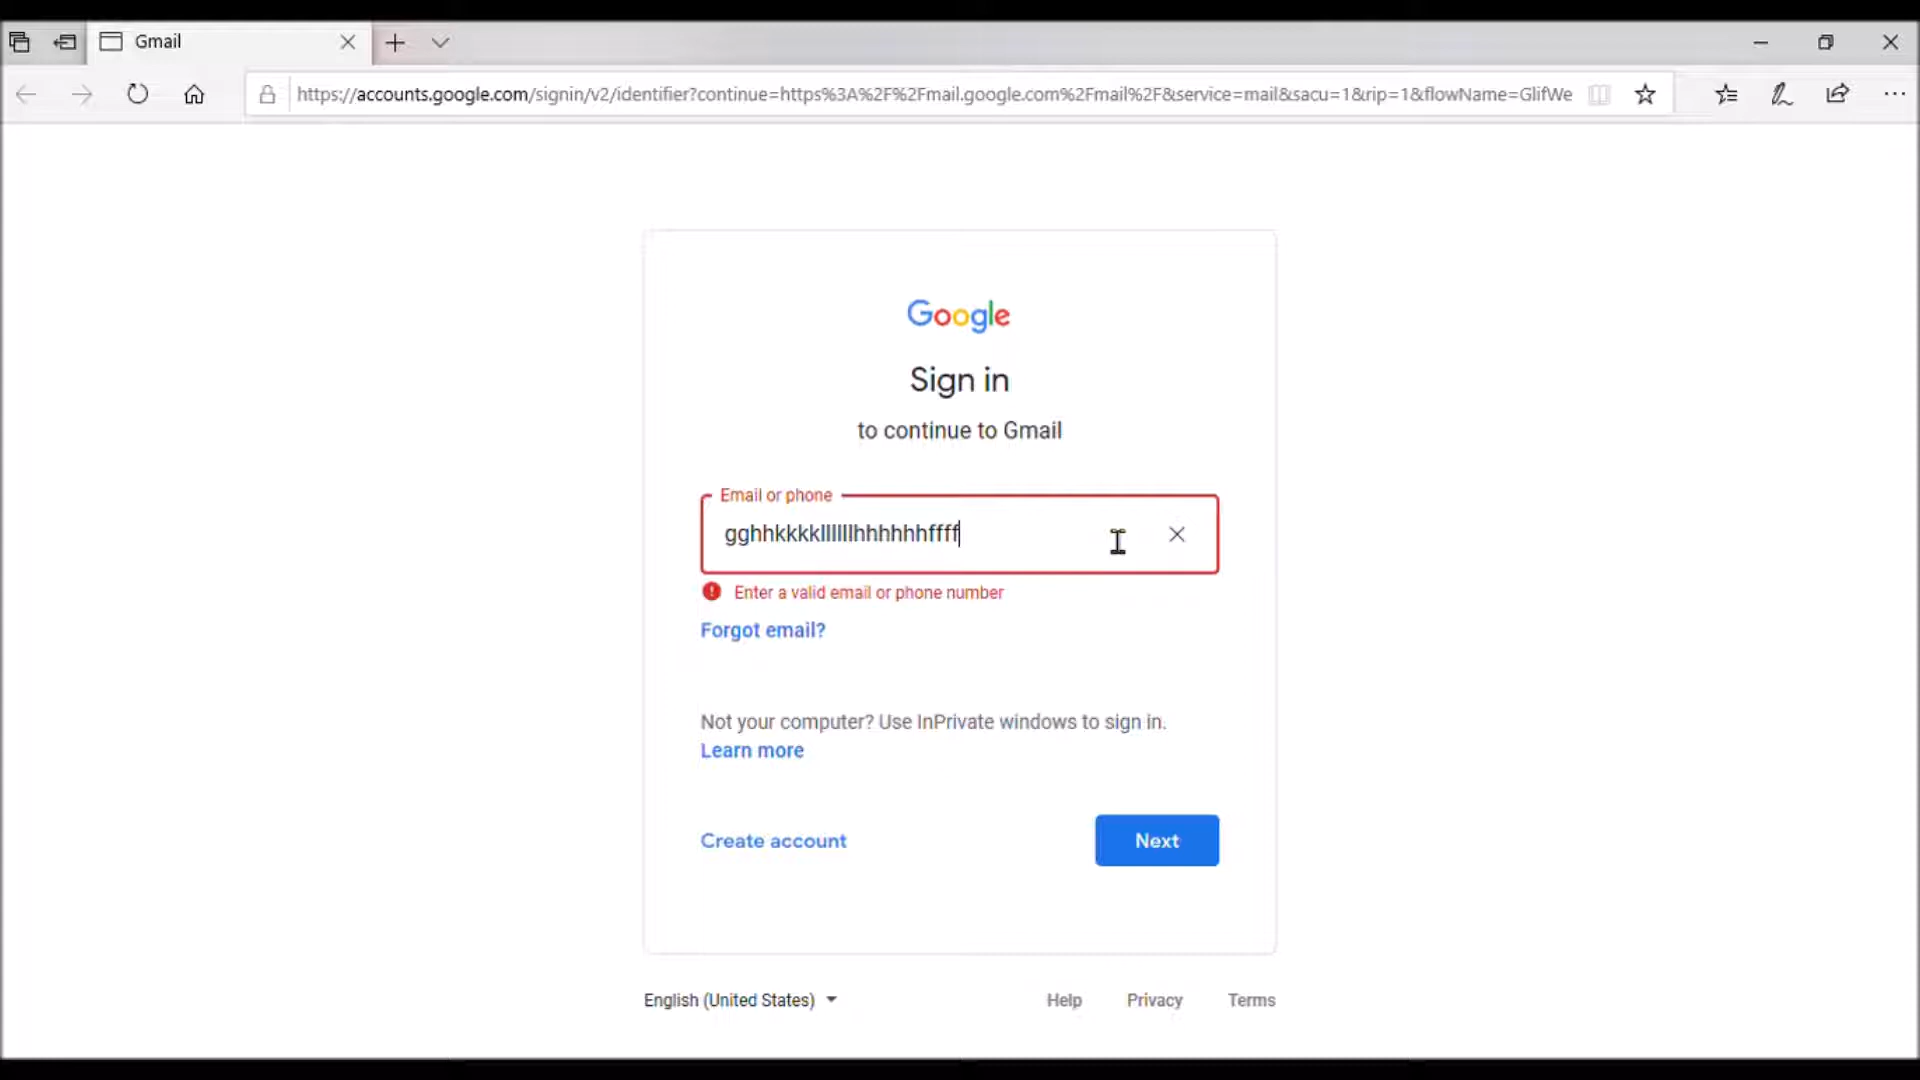 Gmail
https://accounts.google.com/signin/v2/identifier?continue=https%3A%2F%2Fmail.google.com%2Fmail%2F&service=mail&sacu=1&rip=1&flowName=GlifWe
Google
Sign in
to continue to Gmail
Email or phone
gghhkkkklllllllhhhhhhffff
Enter a valid email or phone number
Forgot email?
Not your computer? Use InPrivate windows to sign in.
Learn more
Create account
Next
English (United States)
Help
Privacy
Terms